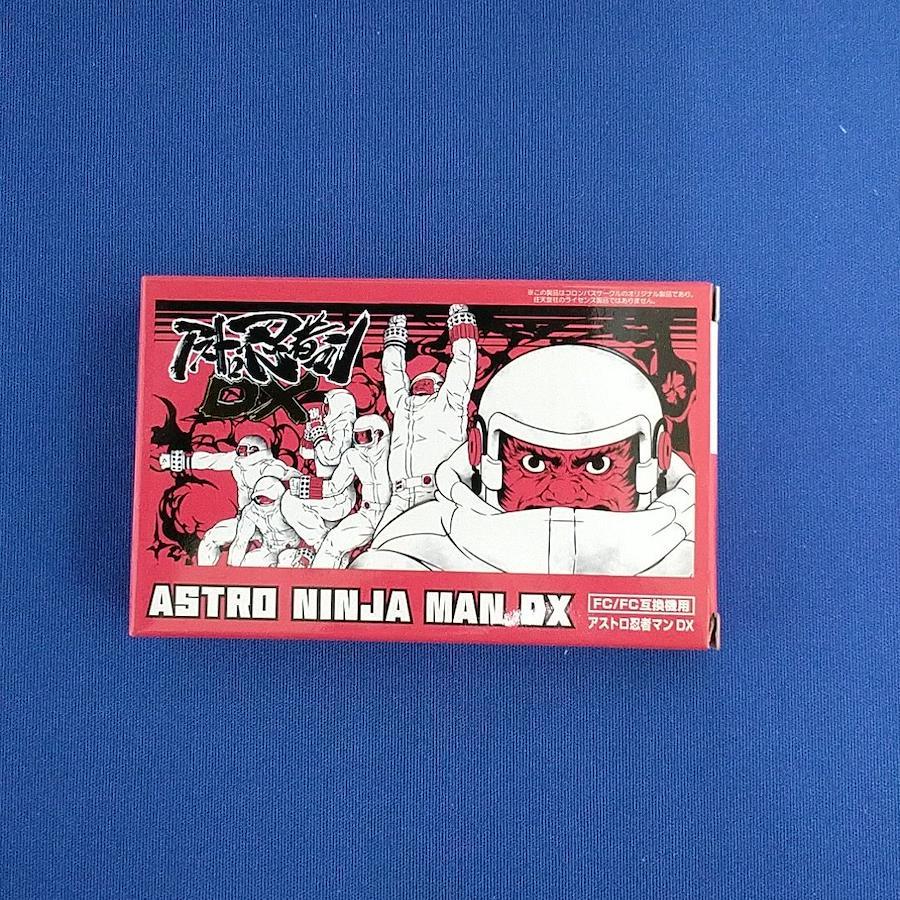 ※この製品はコロンバスサークルのオリジナル製品であり、
任天堂社のライセンス製品ではありません。
アストロ忍者マン
DX
ASTRO NINJA MAN DX
FC/FC互換機用
アストロ忍者マン DX